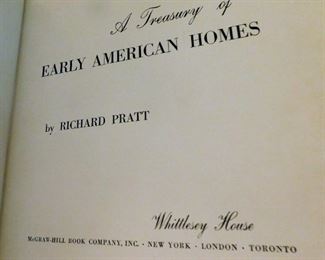 A Treasury of
EARLY AMERICAN HOMES
by RICHARD PRATT
Whittlesey House
McGRAW-HILL BOOK COMPANY, INC. · NEW YORK · LONDON · TORONTO